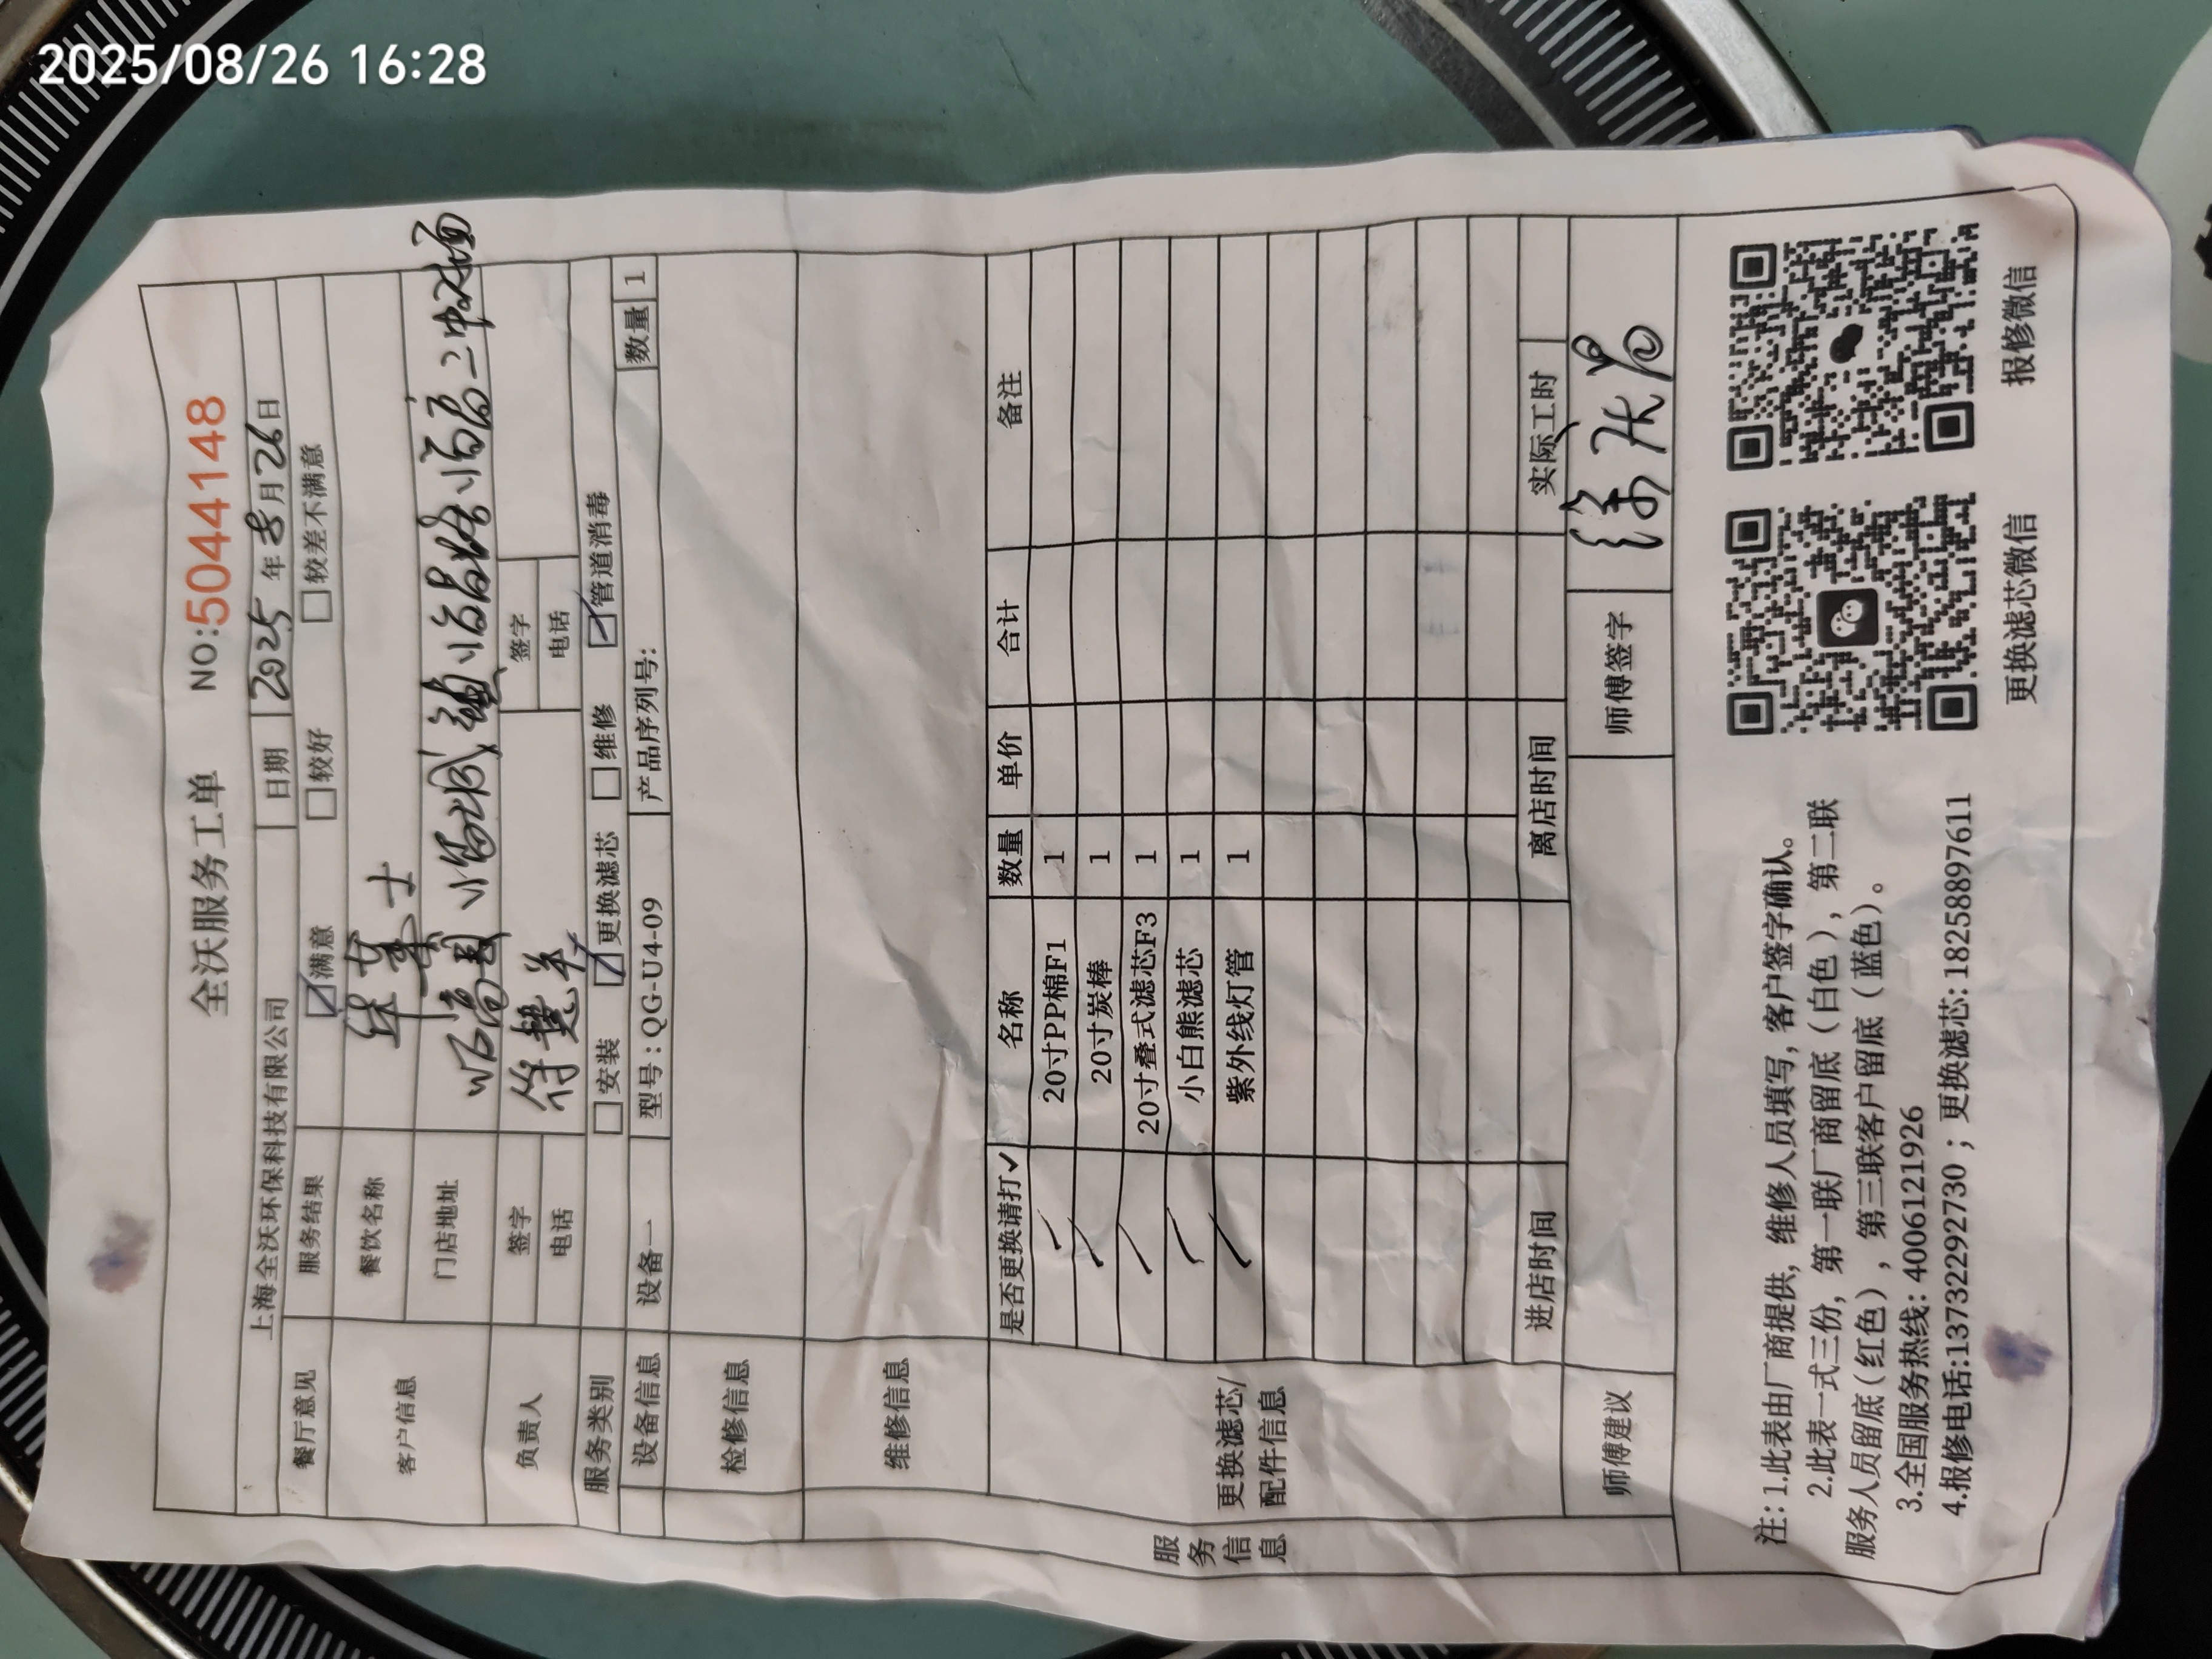 2025/08/26 16:28
全沃服务工单 NO:5044148
上海全沃环保科技有限公司 日期 2025年8月26日
餐厅意见 服务结果 ☑满意 ☐较好 ☐较差不满意
客户信息 餐饮名称 士
门店地址
负责人 签字 签字
电话 电话
服务类别 ☐安装 ☑更换滤芯 ☐维修 ☑管道消毒
设备信息 设备一 型号:QG-U4-09 产品序列号: 数量 1
检修信息
维修信息
服务信息
更换滤芯/配件信息
是否更换请打✓ 名称 数量 单价 合计 备注
✓ 20寸PP棉F1 1
✓ 20寸炭棒 1
✓ 20寸叠式滤芯F3 1
✓ 小白熊滤芯 1
✓ 紫外线灯管 1
进店时间 离店时间 实际工时
师傅建议 师傅签字
注:1.此表由厂商提供,维修人员填写,客户签字确认。
2.此表一式三份,第一联厂商留底(白色),第二联
服务人员留底(红色),第三联客户留底(蓝色)。
3.全国服务热线:4006121926
4.报修电话:13732292730;更换滤芯:18258897611
更换滤芯微信 报修微信